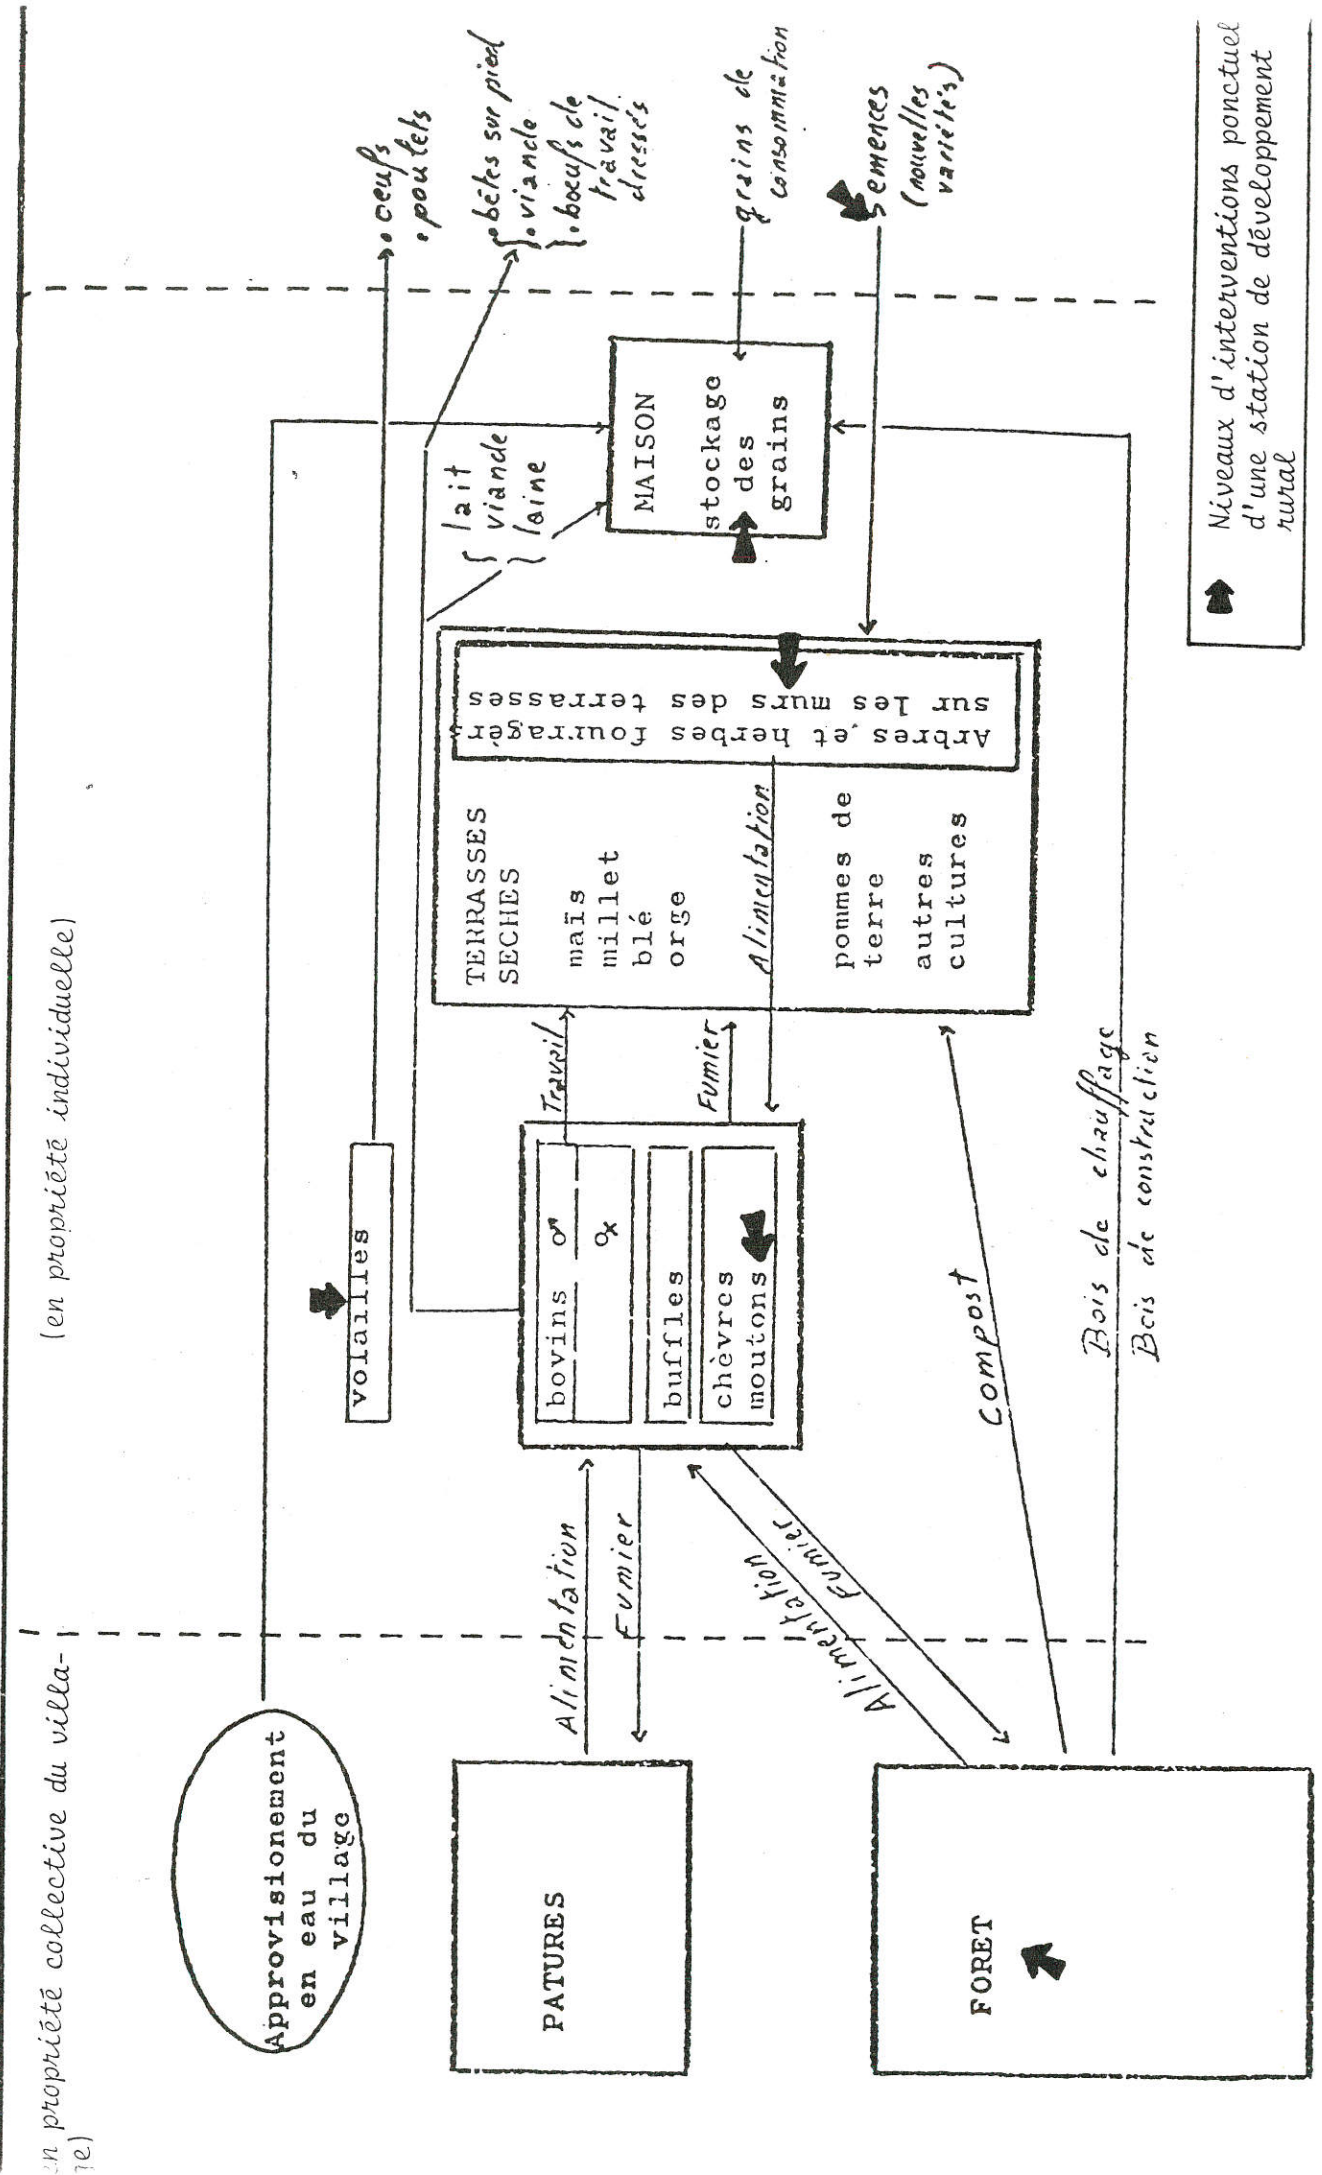 (en propriété individuelle)
en propriété collective du villa-
ge)
Approvisionement
en eau du
village
PATURES
FORET
volailles
bovins ♂
♀
buffles
chèvres
moutons
Alimentation
Fumier
Alimentation
Fumier
Travail
Fumier
Alimentation
compost
Bois de chauffage
Bois de construction
TERRASSES
SECHES
maïs
millet
blé
orge
pommes de
terre
autres
cultures
Arbres et herbes fourragèrs
sur les murs des terrasses
lait
viande
laine
MAISON
stockage
des
grains
• oeufs
• poulets
• bêtes sur pied
• viande
• boeufs de
travail
dressés
grains de
consommation
semences
(nouvelles
variétés)
Niveaux d'interventions ponctuel
d'une station de développement
rural